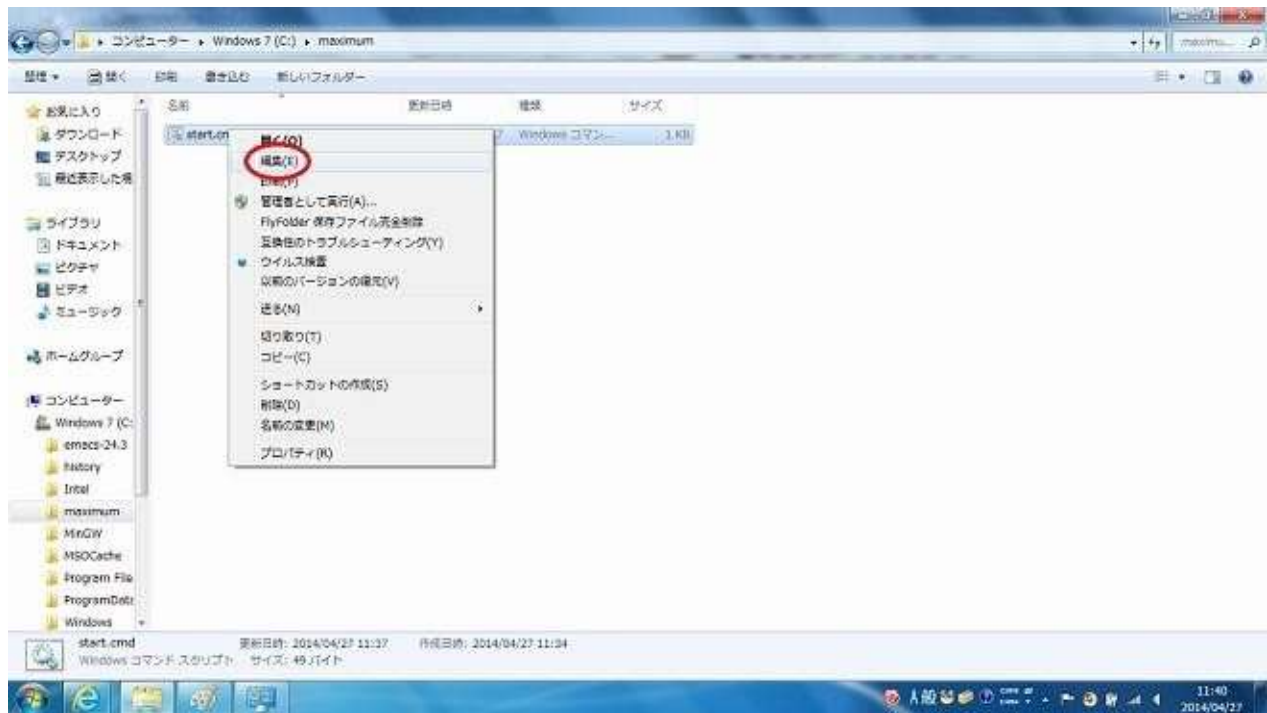 コンピューター ▸ Windows 7 (C:) ▸ maximum
整理 開く 印刷 書き込む 新しいフォルダー
名前 更新日時 種類 サイズ
start.cm Windows コマン... 1 KB
開く(O)
編集(E)
印刷(P)
管理者として実行(A)...
FlyFolder 保存ファイル完全削除
互換性のトラブルシューティング(Y)
ウイルス検査
以前のバージョンの復元(V)
送る(N)
切り取り(T)
コピー(C)
ショートカットの作成(S)
削除(D)
名前の変更(M)
プロパティ(R)
お気に入り
ダウンロード
デスクトップ
最近表示した場
ライブラリ
ドキュメント
ピクチャ
ビデオ
ミュージック
ホームグループ
コンピューター
Windows 7 (C:
emacs-24.3
history
Intel
maximum
MinGW
MSOCache
Program File
ProgramData
Windows
start.cmd 更新日時: 2014/04/27 11:37 作成日時: 2014/04/27 11:34
Windows コマンド スクリプト サイズ: 49 バイト
A 般
11:40
2014/04/27